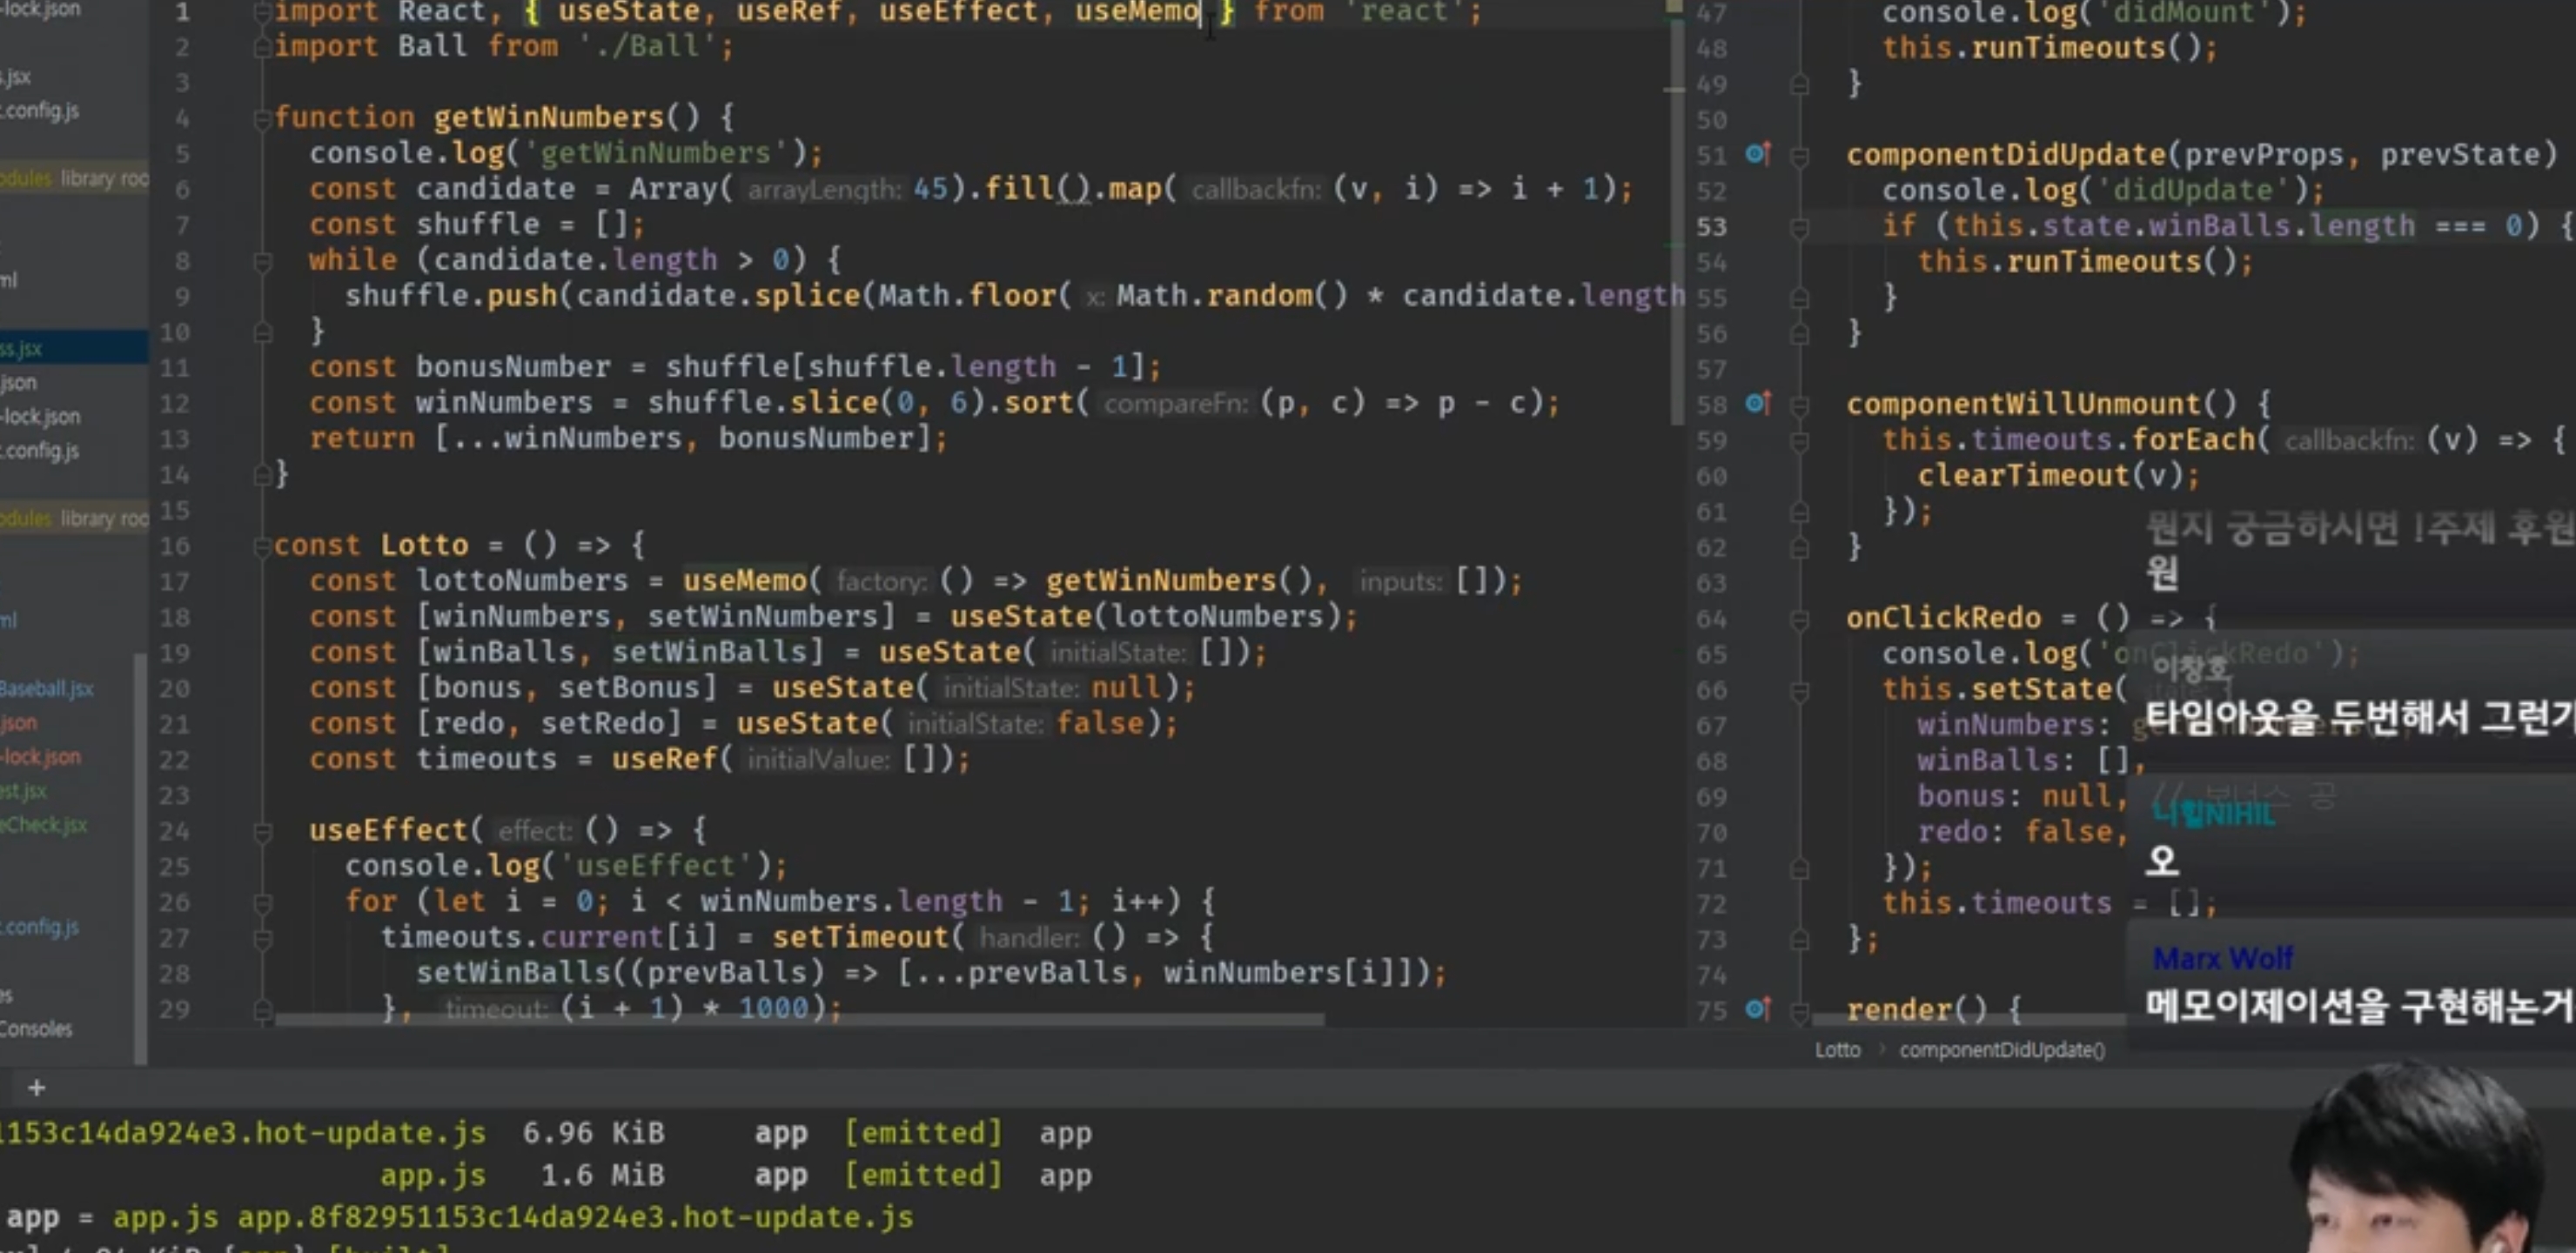 -lock.json
s.jsx
.config.js
odules library roo
ml
ss.jsx
json
-lock.json
.config.js
odules library roo
ml
Baseball.jsx
json
-lock.json
est.jsx
eCheck.jsx
.config.js
es
Consoles
1 import React, { useState, useRef, useEffect, useMemo } from 'react';
2 import Ball from './Ball';
3
4 function getWinNumbers() {
5 console.log('getWinNumbers');
6 const candidate = Array( arrayLength: 45).fill().map( callbackfn: (v, i) => i + 1);
7 const shuffle = [];
8 while (candidate.length > 0) {
9 shuffle.push(candidate.splice(Math.floor( x: Math.random() * candidate.length
10 }
11 const bonusNumber = shuffle[shuffle.length - 1];
12 const winNumbers = shuffle.slice(0, 6).sort( compareFn: (p, c) => p - c);
13 return [...winNumbers, bonusNumber];
14 }
15
16 const Lotto = () => {
17 const lottoNumbers = useMemo( factory: () => getWinNumbers(), inputs: []);
18 const [winNumbers, setWinNumbers] = useState(lottoNumbers);
19 const [winBalls, setWinBalls] = useState( initialState: []);
20 const [bonus, setBonus] = useState( initialState: null);
21 const [redo, setRedo] = useState( initialState: false);
22 const timeouts = useRef( initialValue: []);
23
24 useEffect( effect: () => {
25 console.log('useEffect');
26 for (let i = 0; i < winNumbers.length - 1; i++) {
27 timeouts.current[i] = setTimeout( handler: () => {
28 setWinBalls((prevBalls) => [...prevBalls, winNumbers[i]]);
29 }, timeout: (i + 1) * 1000);
47 console.log('didMount');
48 this.runTimeouts();
49 }
50
51 componentDidUpdate(prevProps, prevState)
52 console.log('didUpdate');
53 if (this.state.winBalls.length === 0) {
54 this.runTimeouts();
55 }
56 }
57
58 componentWillUnmount() {
59 this.timeouts.forEach( callbackfn: (v) => {
60 clearTimeout(v);
61 });
62 }
63
64 onClickRedo = () => {
65 console.log('onClickRedo');
66 this.setState(
67 winNumbers:
68 winBalls: [],
69 bonus: null, // 보너스 공
70 redo: false,
71 });
72 this.timeouts = [];
73 };
74
75 render() {
뭔지 궁금하시면 !주제 후원
원
이창호
타임아웃을 두번해서 그런가
니힐NIHIL
오
Marx Wolf
메모이제이션을 구현해논거
Lotto componentDidUpdate()
+
1153c14da924e3.hot-update.js 6.96 KiB app [emitted] app
app.js 1.6 MiB app [emitted] app
app = app.js app.8f82951153c14da924e3.hot-update.js